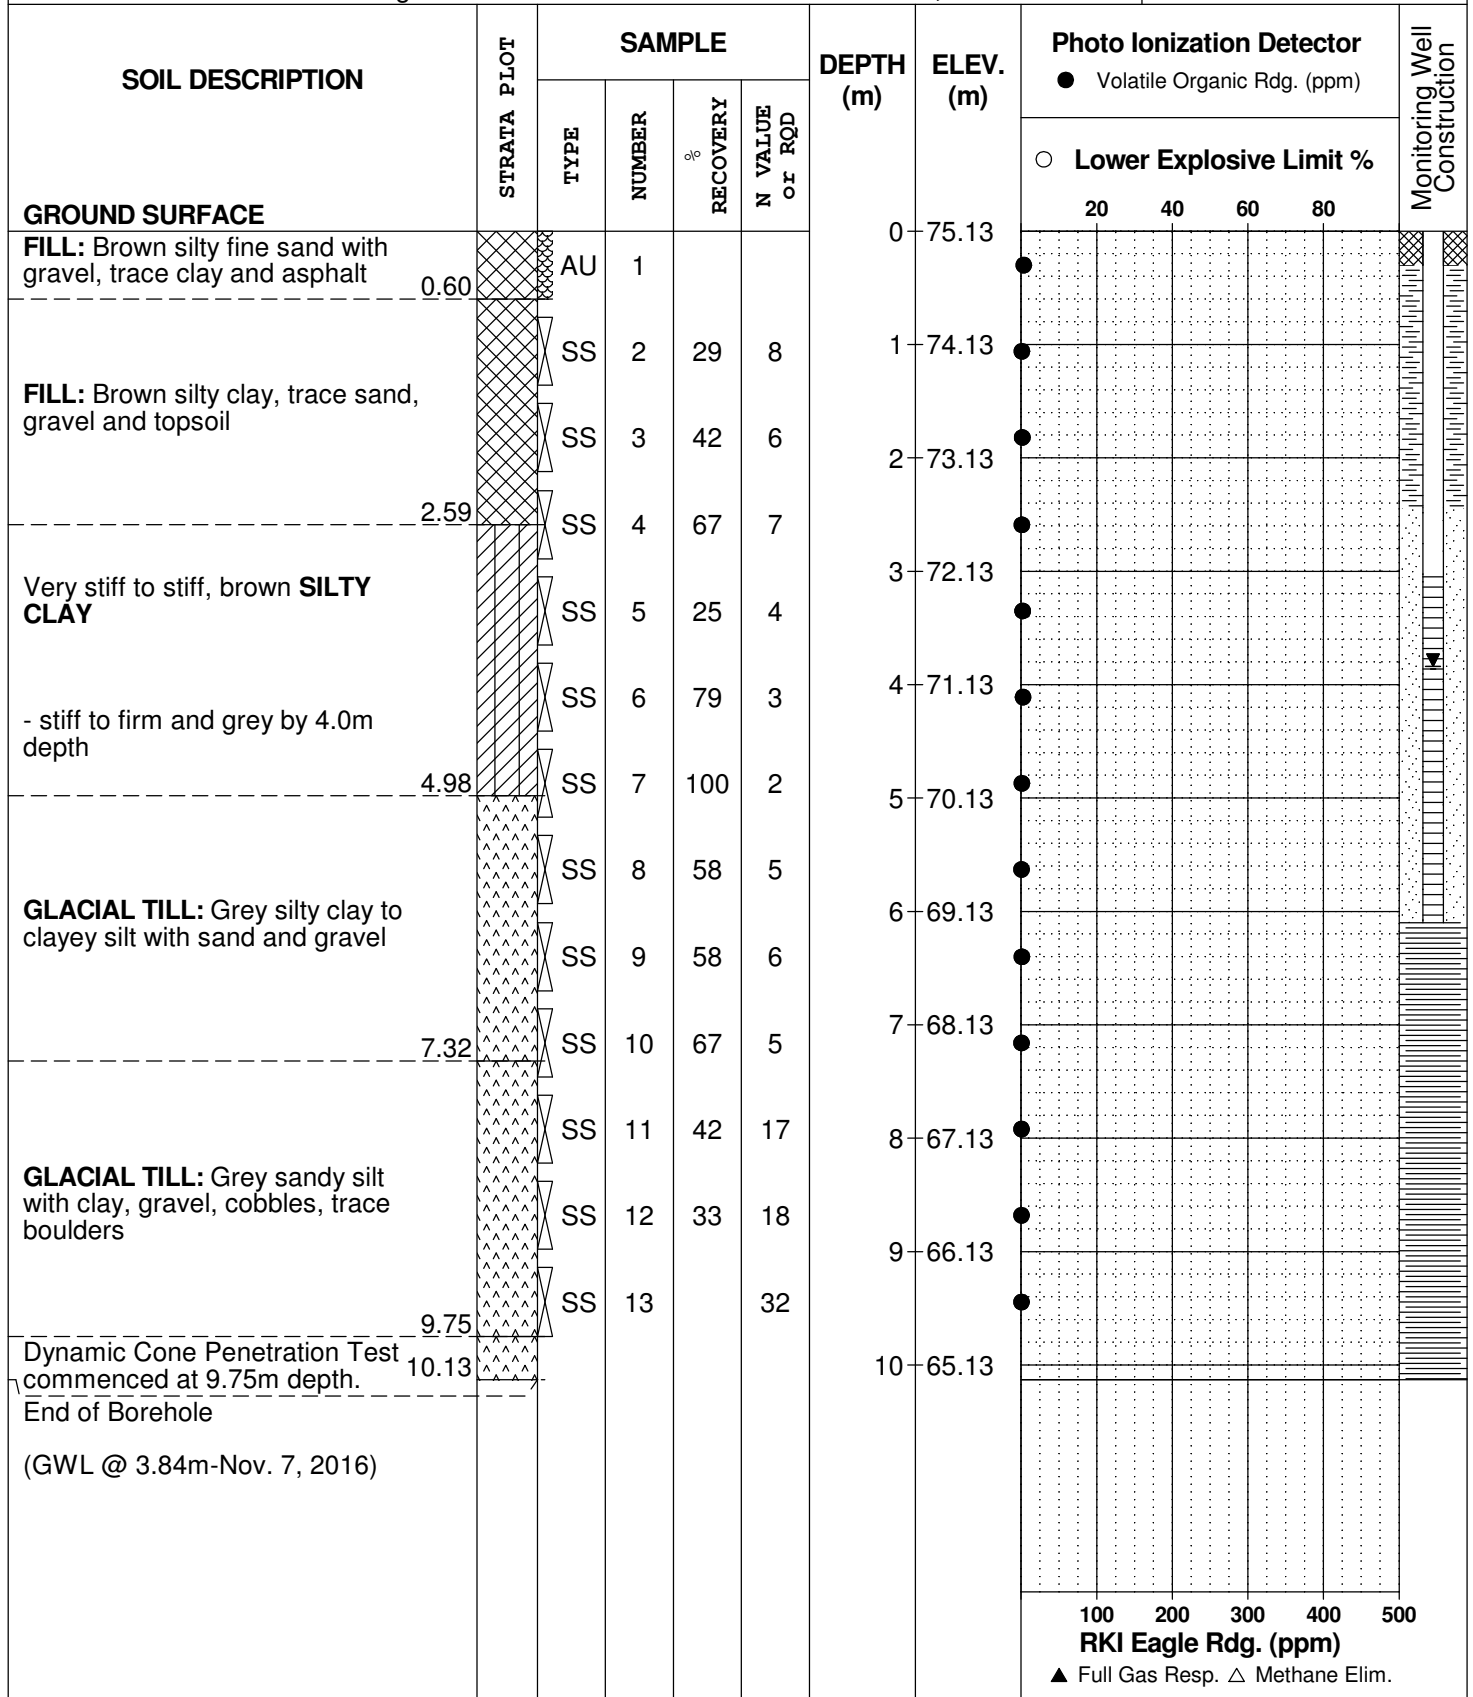 SOIL DESCRIPTION
GROUND SURFACE
STRATA PLOT
SAMPLE
TYPE
NUMBER
%
RECOVERY
N VALUE
or RQD
DEPTH
(m)
ELEV.
(m)
Photo Ionization Detector
● Volatile Organic Rdg. (ppm)
○ Lower Explosive Limit %
20 40 60 80
Monitoring Well
Construction
0 75.13
FILL: Brown silty fine sand with
gravel, trace clay and asphalt
0.60
AU 1
SS 2 29 8
1 74.13
FILL: Brown silty clay, trace sand,
gravel and topsoil
SS 3 42 6
2 73.13
2.59
SS 4 67 7
3 72.13
Very stiff to stiff, brown SILTY
CLAY
SS 5 25 4
4 71.13
SS 6 79 3
- stiff to firm and grey by 4.0m
depth
4.98
SS 7 100 2
5 70.13
SS 8 58 5
6 69.13
GLACIAL TILL: Grey silty clay to
clayey silt with sand and gravel
SS 9 58 6
7 68.13
7.32
SS 10 67 5
SS 11 42 17
8 67.13
GLACIAL TILL: Grey sandy silt
with clay, gravel, cobbles, trace
boulders
SS 12 33 18
9 66.13
SS 13 32
9.75
Dynamic Cone Penetration Test
commenced at 9.75m depth.
10.13
10 65.13
End of Borehole
(GWL @ 3.84m-Nov. 7, 2016)
100 200 300 400 500
RKI Eagle Rdg. (ppm)
▲ Full Gas Resp. △ Methane Elim.